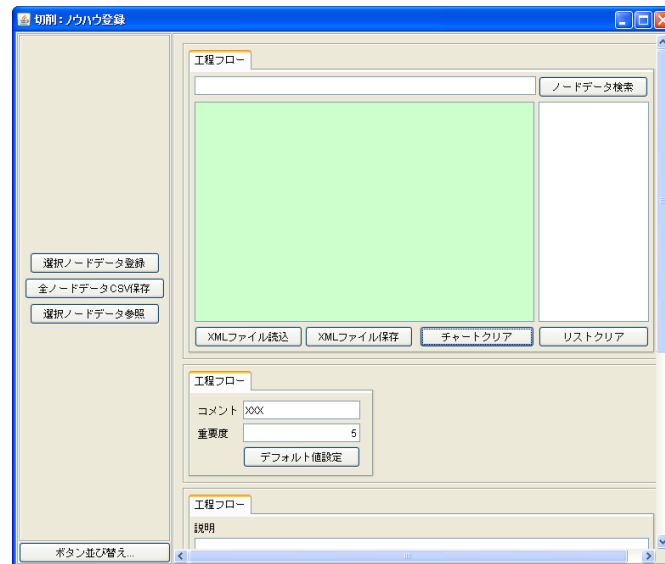 切削：ノウハウ登録
工程フロー
ノードデータ検索
選択ノードデータ登録
全ノードデータCSV保存
選択ノードデータ参照
XMLファイル読込 XMLファイル保存 チャートクリア リストクリア
工程フロー
コメント XXX
重要度 5
デフォルト値設定
工程フロー
説明
ボタン並び替え...